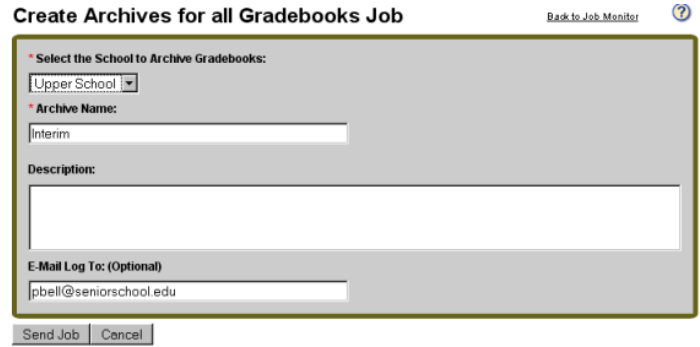 Create Archives for all Gradebooks Job Back to Job Monitor ?
* Select the School to Archive Gradebooks:
Upper School
* Archive Name:
Interim
Description:
E-Mail Log To: (Optional)
pbell@seniorschool.edu
Send Job Cancel